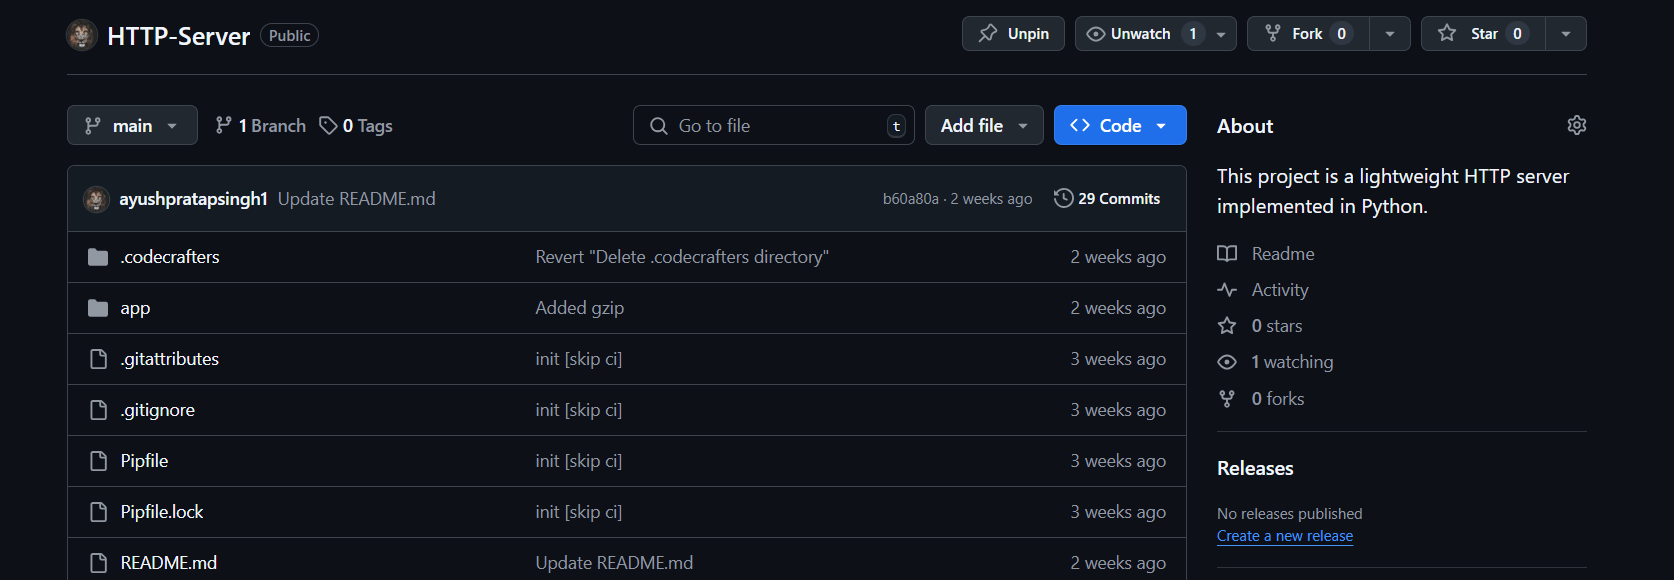 HTTP-Server Public Unpin Unwatch 1 Fork 0 Star 0
main 1 Branch 0 Tags Go to file t Add file Code
ayushpratapsingh1 Update README.md b60a80a · 2 weeks ago 29 Commits
.codecrafters Revert "Delete .codecrafters directory" 2 weeks ago
app Added gzip 2 weeks ago
.gitattributes init [skip ci] 3 weeks ago
.gitignore init [skip ci] 3 weeks ago
Pipfile init [skip ci] 3 weeks ago
Pipfile.lock init [skip ci] 3 weeks ago
README.md Update README.md 2 weeks ago
About
This project is a lightweight HTTP server
implemented in Python.
Readme
Activity
0 stars
1 watching
0 forks
Releases
No releases published
Create a new release